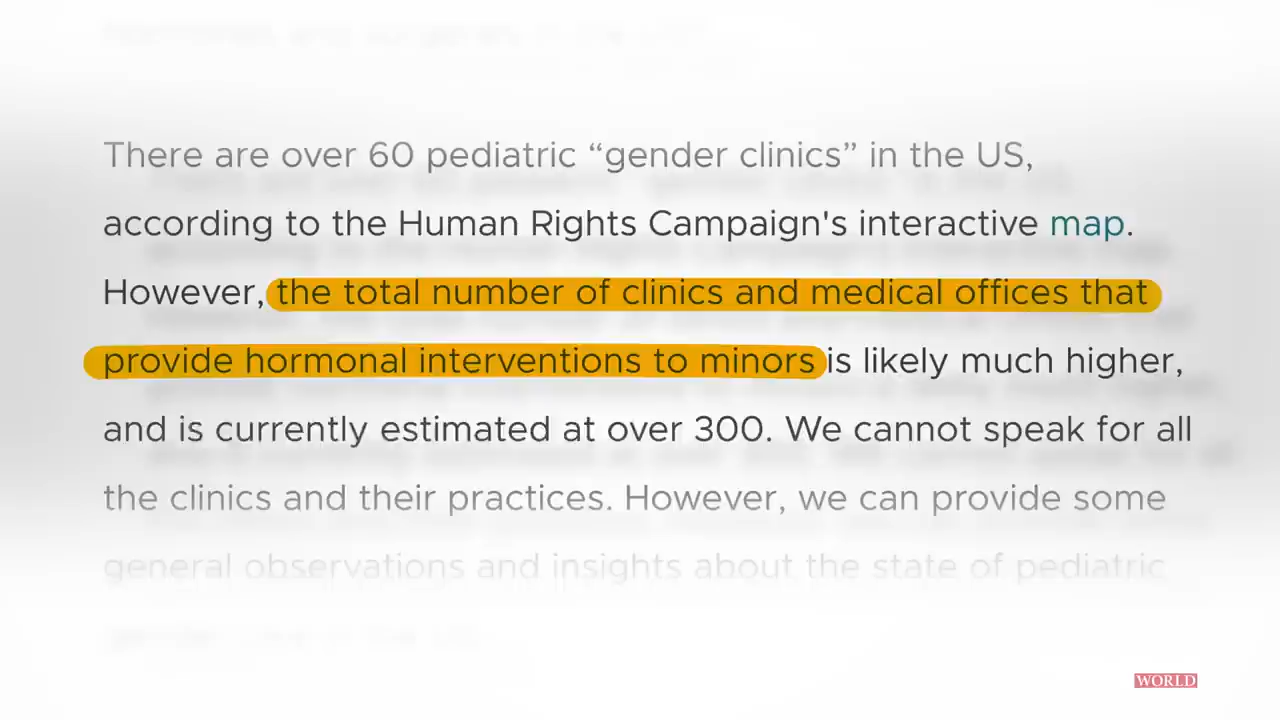 There are over 60 pediatric “gender clinics” in the US,
according to the Human Rights Campaign's interactive map.
However, the total number of clinics and medical offices that
provide hormonal interventions to minors is likely much higher,
and is currently estimated at over 300. We cannot speak for all
the clinics and their practices. However, we can provide some
general observations and insights about the state of pediatric
WORLD